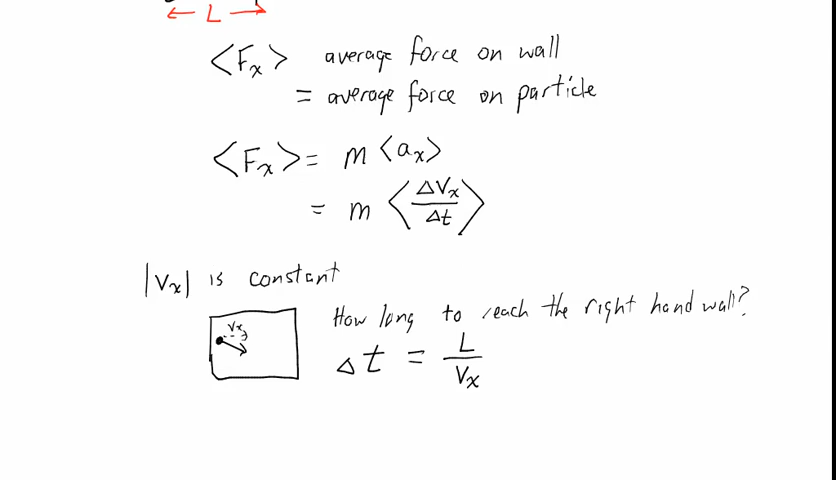 ← L →
<Fₓ> average force on wall
= average force on particle
<Fₓ> = m <aₓ>
= m <ΔVₓ/Δt>
|Vₓ| is constant
How long to reach the right hand wall?
Vₓ
Δt = L/Vₓ